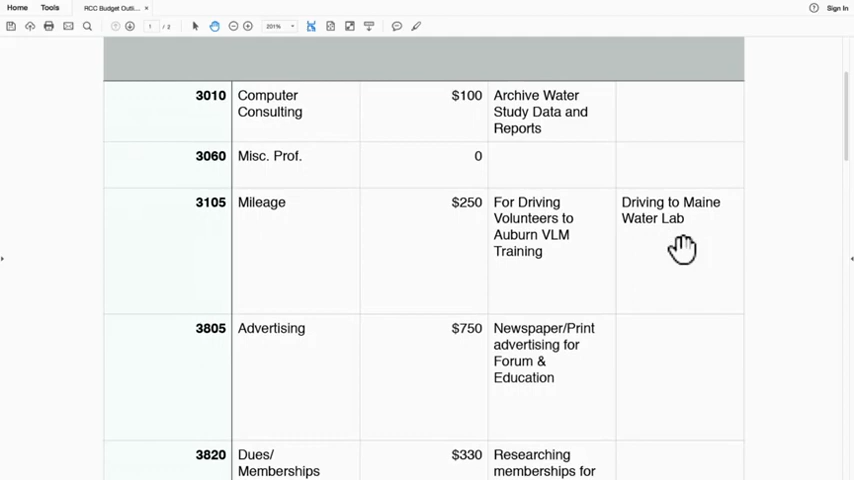 Home Tools RCC Budget Outli... × Sign In
1 / 2 201%
3010 Computer Consulting $100 Archive Water Study Data and Reports
3060 Misc. Prof. 0
3105 Mileage $250 For Driving Volunteers to Auburn VLM Training Driving to Maine Water Lab
3805 Advertising $750 Newspaper/Print advertising for Forum & Education
3820 Dues/ Memberships $330 Researching memberships for